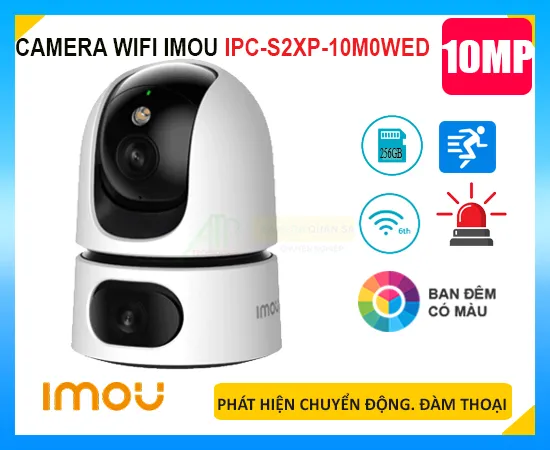 CAMERA WIFI IMOU IPC-S2XP-10M0WED
10MP
256GB
6th
BAN ĐÊM
CÓ MÀU
imou
imou
PHÁT HIỆN CHUYỂN ĐỘNG. ĐÀM THOẠI